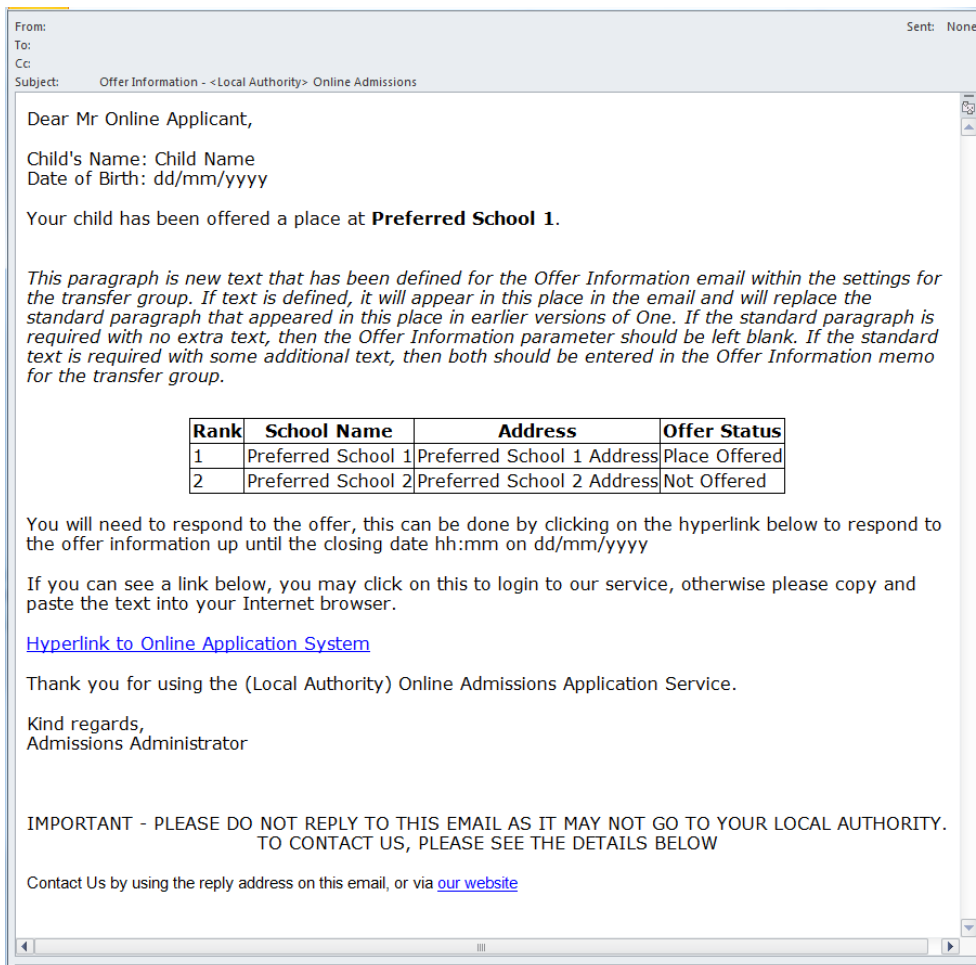 From: Sent: None
To:
Cc:
Subject: Offer Information - <Local Authority> Online Admissions
Dear Mr Online Applicant,
Child's Name: Child Name
Date of Birth: dd/mm/yyyy
Your child has been offered a place at Preferred School 1.
This paragraph is new text that has been defined for the Offer Information email within the settings for
the transfer group. If text is defined, it will appear in this place in the email and will replace the
standard paragraph that appeared in this place in earlier versions of One. If the standard paragraph is
required with no extra text, then the Offer Information parameter should be left blank. If the standard
text is required with some additional text, then both should be entered in the Offer Information memo
for the transfer group.
Rank School Name Address Offer Status
1 Preferred School 1 Preferred School 1 Address Place Offered
2 Preferred School 2 Preferred School 2 Address Not Offered
You will need to respond to the offer, this can be done by clicking on the hyperlink below to respond to
the offer information up until the closing date hh:mm on dd/mm/yyyy
If you can see a link below, you may click on this to login to our service, otherwise please copy and
paste the text into your Internet browser.
Hyperlink to Online Application System
Thank you for using the (Local Authority) Online Admissions Application Service.
Kind regards,
Admissions Administrator
IMPORTANT - PLEASE DO NOT REPLY TO THIS EMAIL AS IT MAY NOT GO TO YOUR LOCAL AUTHORITY.
TO CONTACT US, PLEASE SEE THE DETAILS BELOW
Contact Us by using the reply address on this email, or via our website